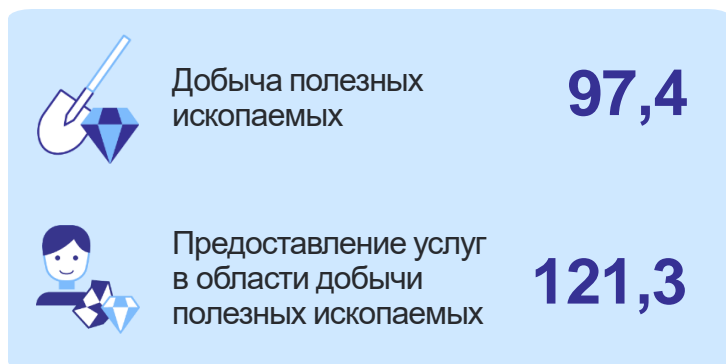 Добыча полезных
ископаемых
97,4
Предоставление услуг
в области добычи
полезных ископаемых
121,3